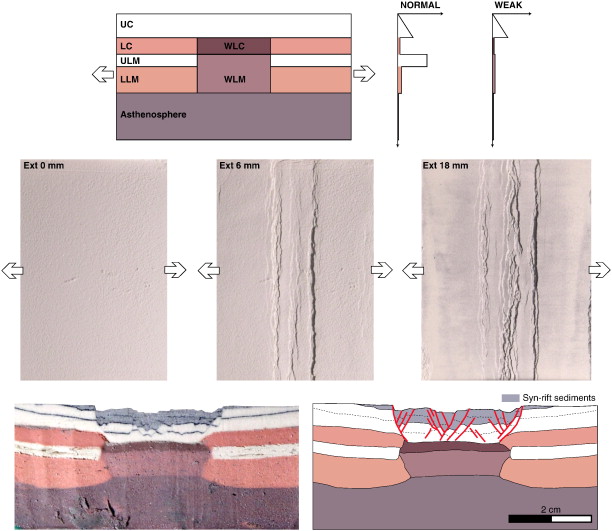 NORMAL WEAK
UC
LC WLC
ULM
LLM WLM
Asthenosphere
Ext 0 mm Ext 6 mm Ext 18 mm
Syn-rift sediments
2 cm